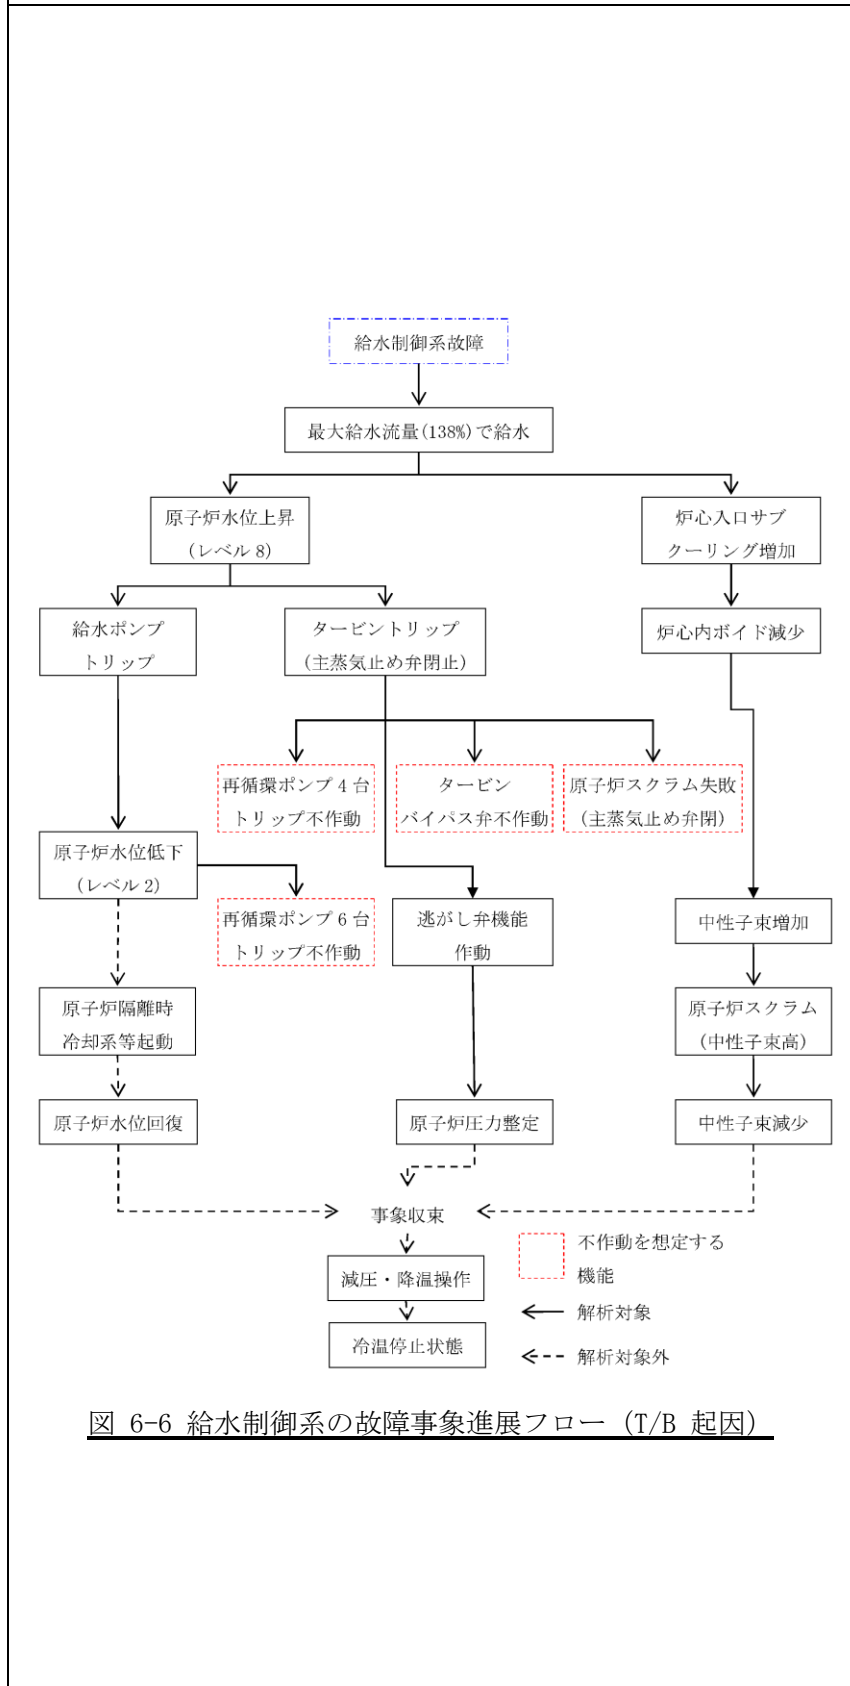 給水制御系故障
最大給水流量(138%)で給水
原子炉水位上昇
(レベル8)
炉心入口サブ
クーリング増加
給水ポンプ
トリップ
タービントリップ
(主蒸気止め弁閉止)
炉心内ボイド減少
再循環ポンプ4台
トリップ不作動
タービン
バイパス弁不作動
原子炉スクラム失敗
(主蒸気止め弁閉)
原子炉水位低下
(レベル2)
再循環ポンプ6台
トリップ不作動
逃がし弁機能
作動
中性子束増加
原子炉隔離時
冷却系等起動
原子炉スクラム
(中性子束高)
原子炉水位回復
原子炉圧力整定
中性子束減少
事象収束
減圧・降温操作
冷温停止状態
不作動を想定する
機能
解析対象
解析対象外
図 6-6 給水制御系の故障事象進展フロー(T/B 起因)